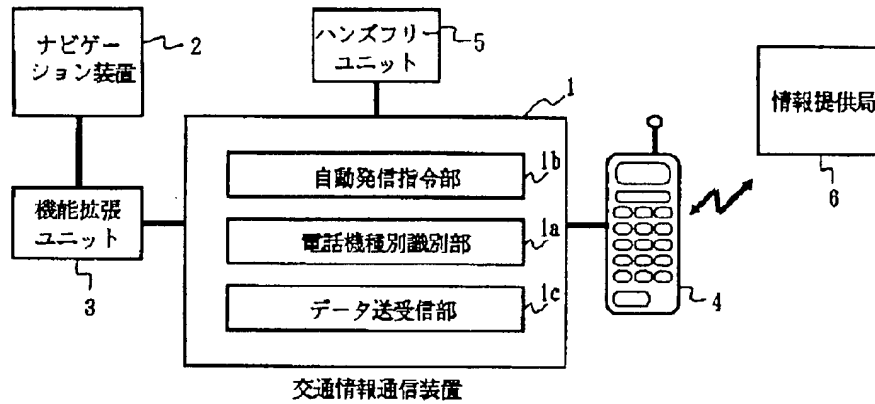 ナビゲー
ション装置
2
ハンズフリー
ユニット
5
情報提供局
6
1
自動発信指令部
1b
電話機種別識別部
1a
データ送受信部
1c
機能拡張
ユニット
3
4
交通情報通信装置